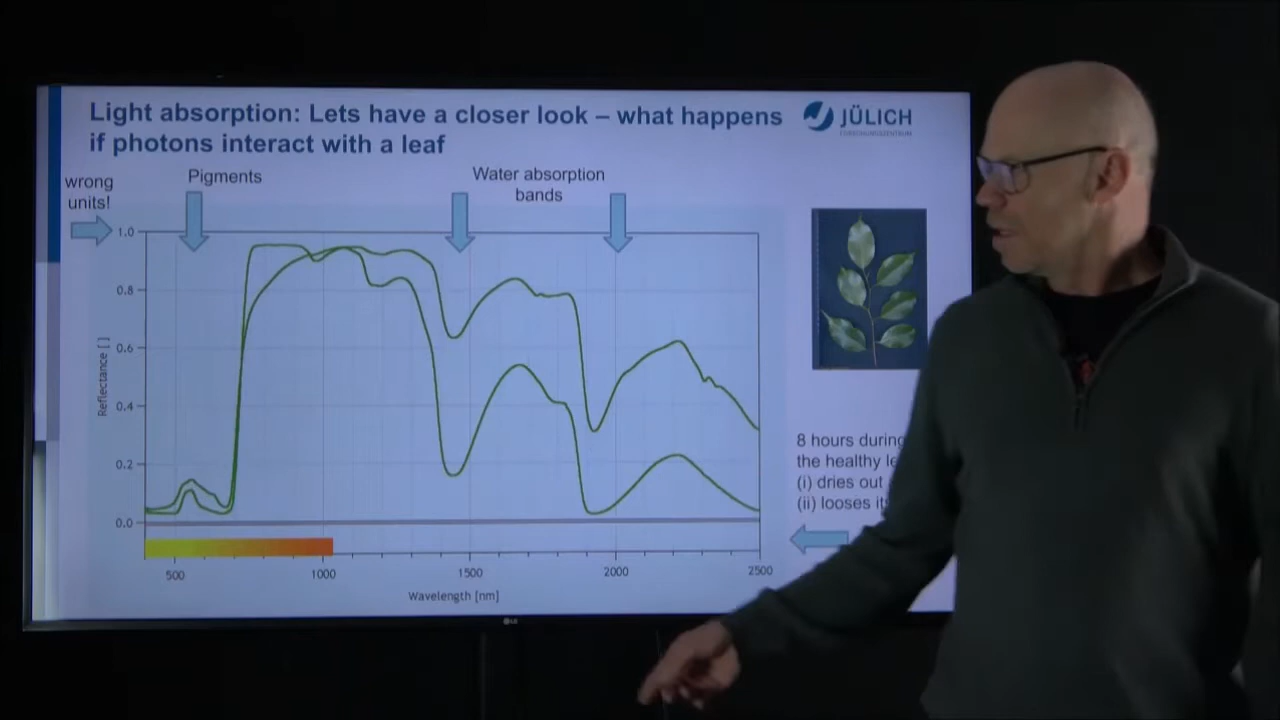 Light absorption: Lets have a closer look – what happens
if photons interact with a leaf
JÜLICH
FORSCHUNGSZENTRUM
wrong
units!
Pigments
Water absorption
bands
1.0
0.8
0.6
0.4
0.2
0.0
Reflectance [ ]
500
1000
1500
2000
2500
Wavelength [nm]
8 hours during
the healthy
(i) dries out
(ii) looses
LG